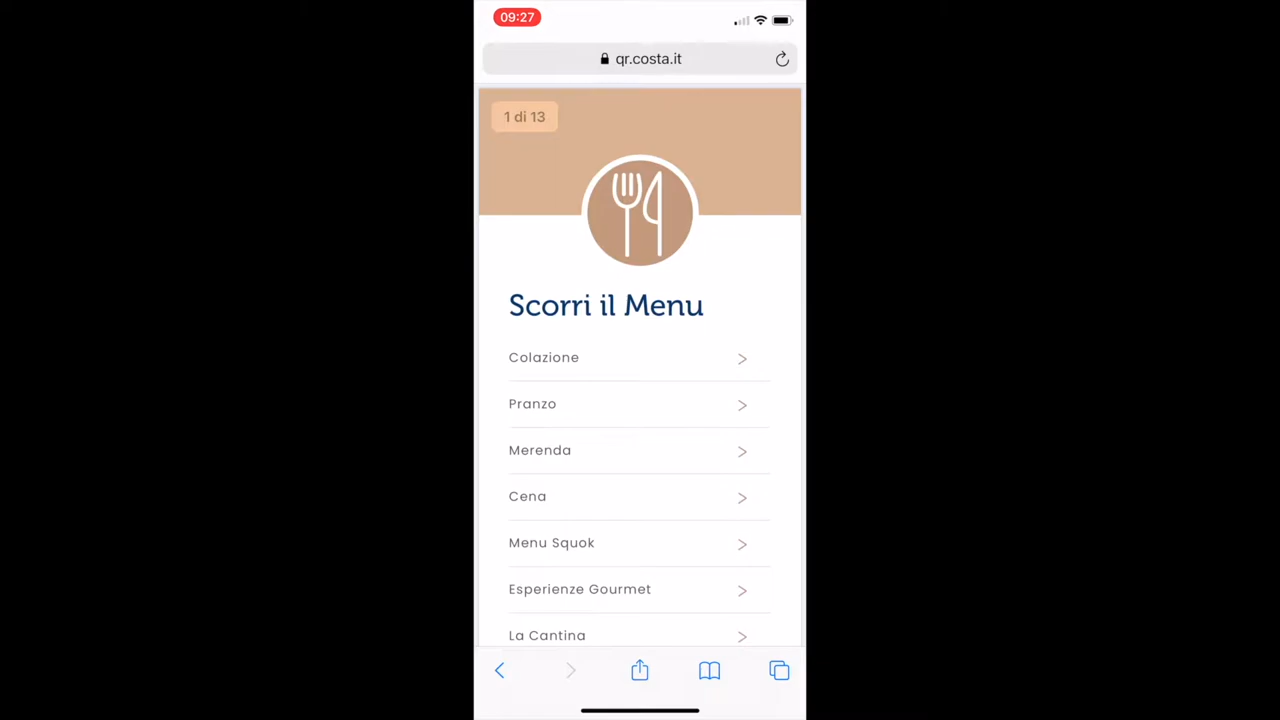 09:27
qr.costa.it
1 di 13
Scorri il Menu
Colazione
Pranzo
Merenda
Cena
Menu Squok
Esperienze Gourmet
La Cantina